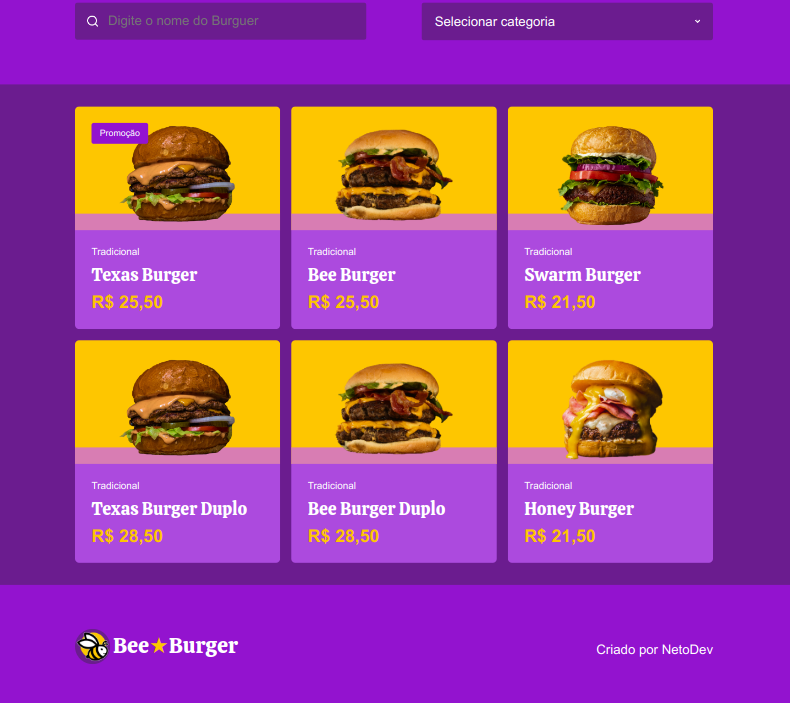 Digite o nome do Burguer
Selecionar categoria
Promoção
Tradicional
Texas Burger
R$ 25,50
Tradicional
Bee Burger
R$ 25,50
Tradicional
Swarm Burger
R$ 21,50
Tradicional
Texas Burger Duplo
R$ 28,50
Tradicional
Bee Burger Duplo
R$ 28,50
Tradicional
Honey Burger
R$ 21,50
Bee★Burger
Criado por NetoDev